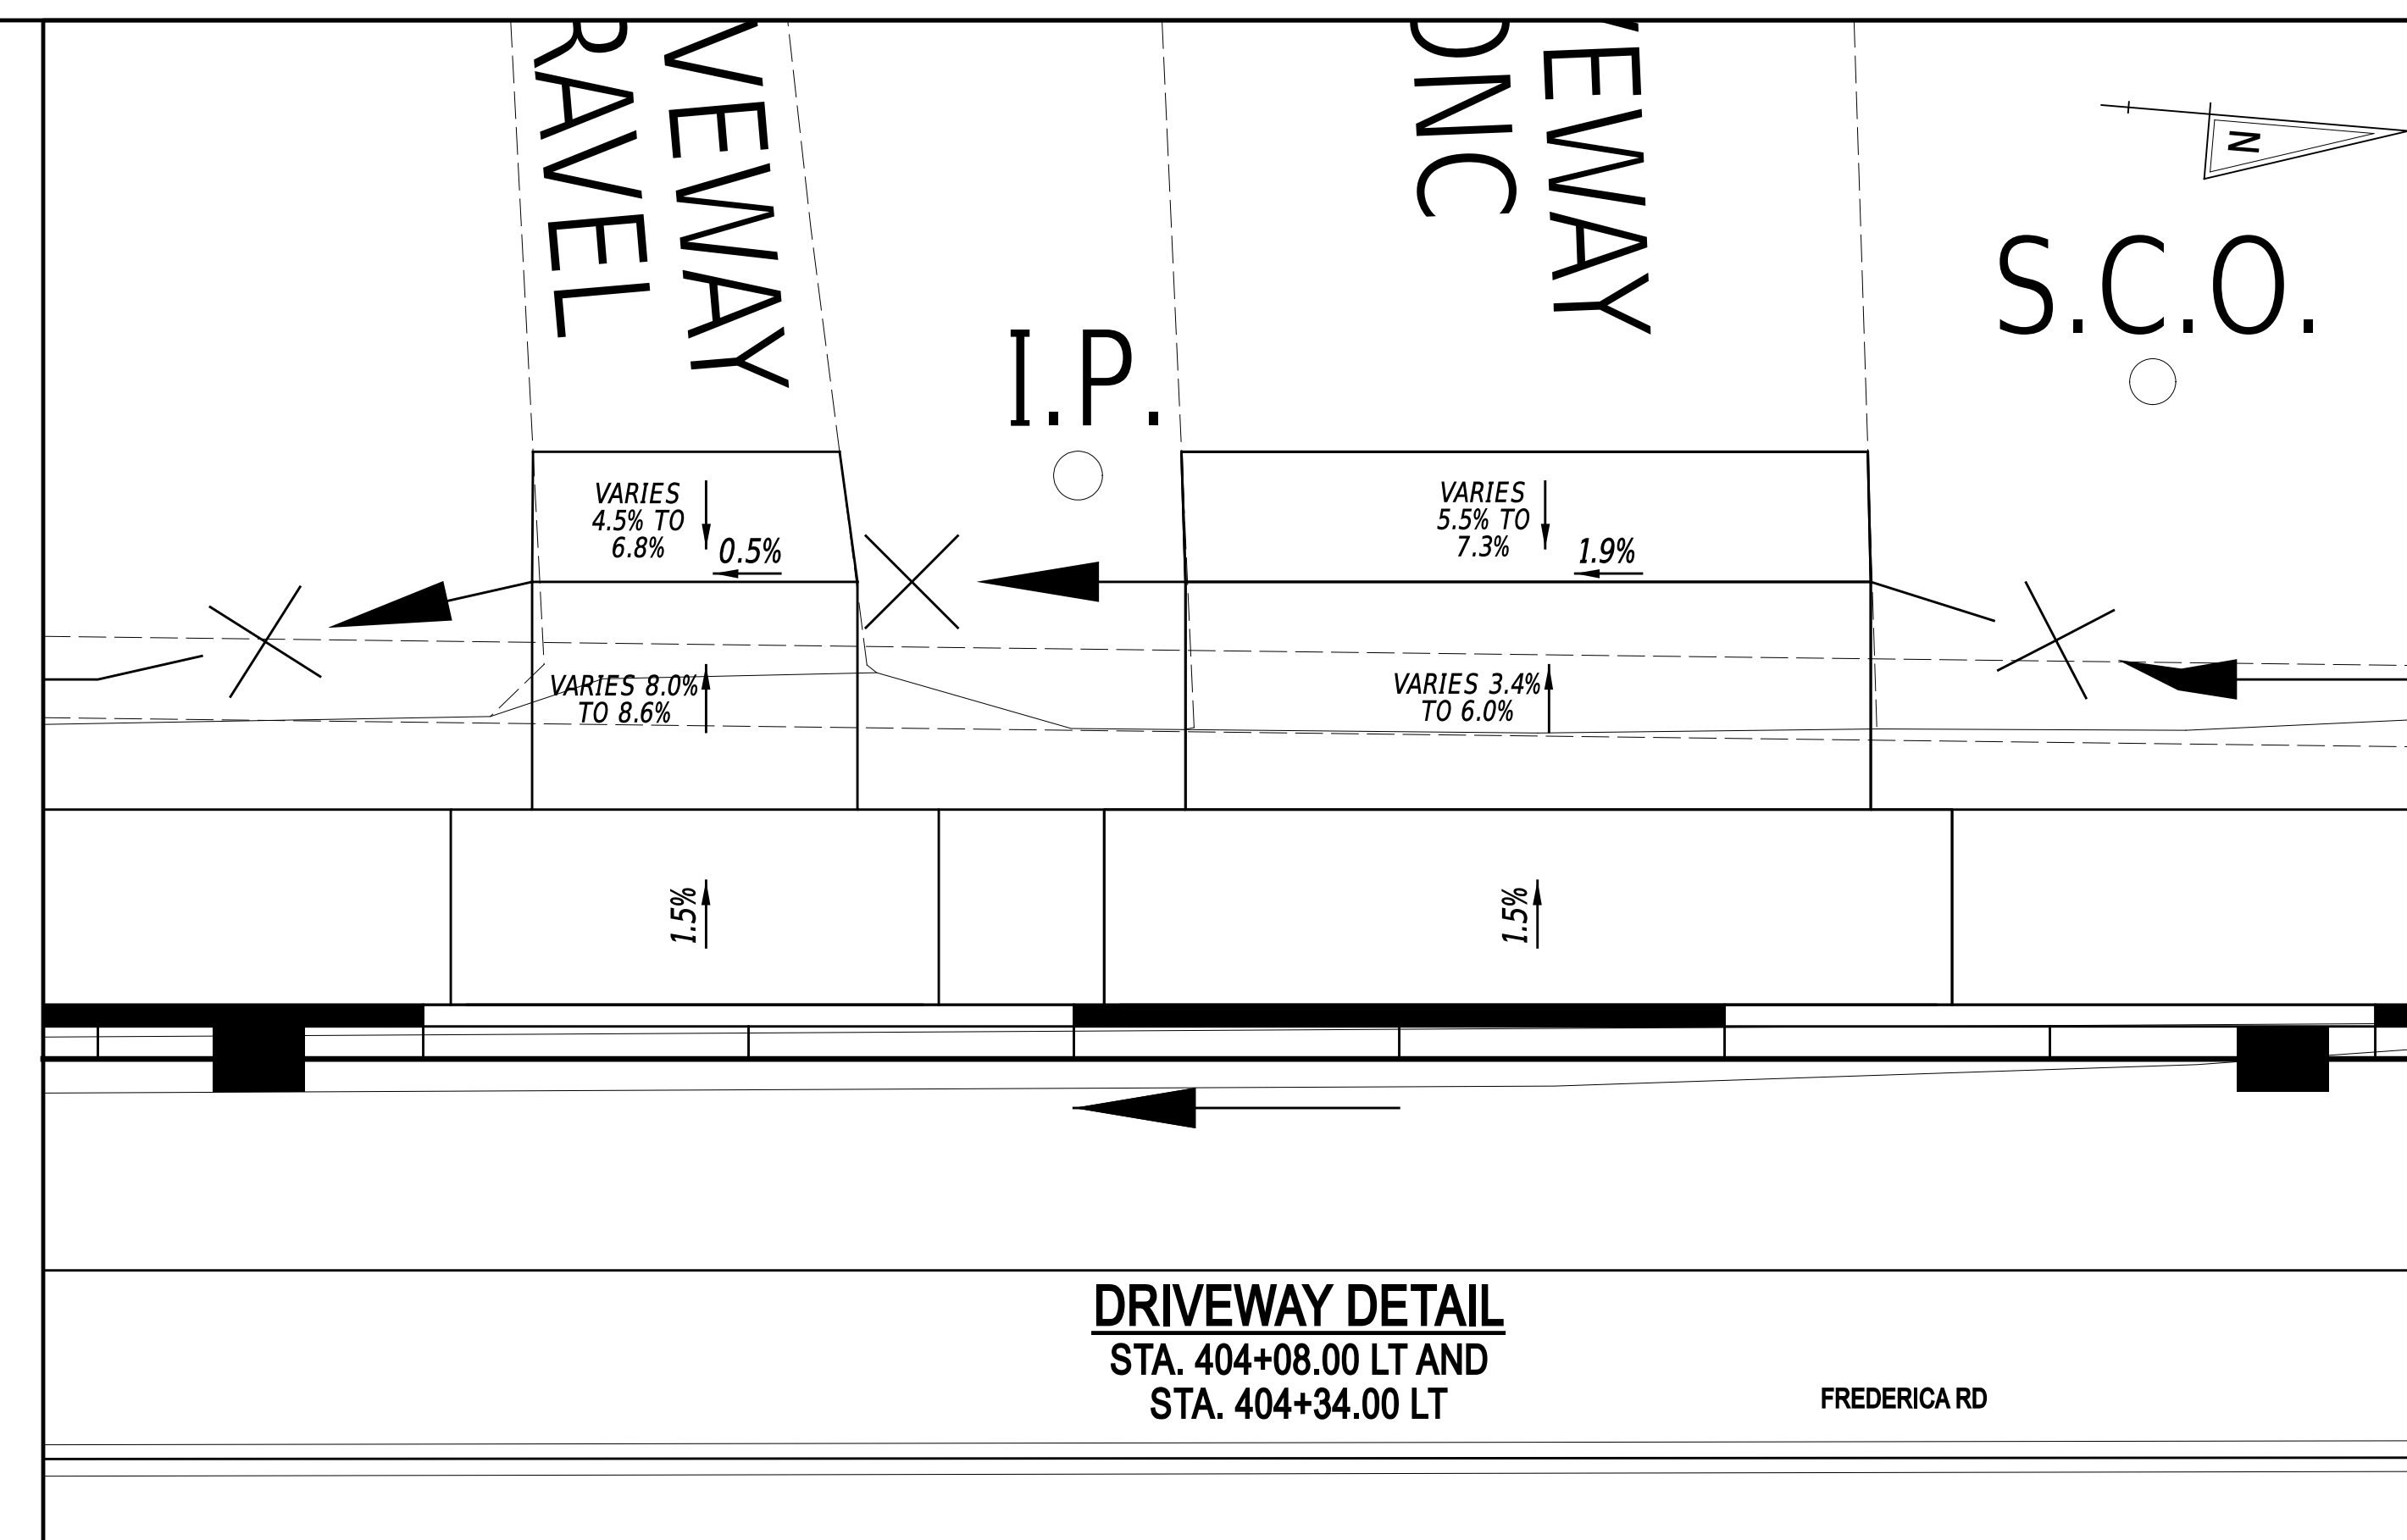 RAVEL
VEWAY
ONC
EWAY
N
S.C.O.
I.P.
VARIES
4.5% TO
6.8%
0.5%
VARIES
5.5% TO
7.3%
1.9%
VARIES 8.0%
TO 8.6%
VARIES 3.4%
TO 6.0%
1.5%
1.5%
DRIVEWAY DETAIL
STA. 404+08.00 LT AND
STA. 404+34.00 LT
FREDERICA RD